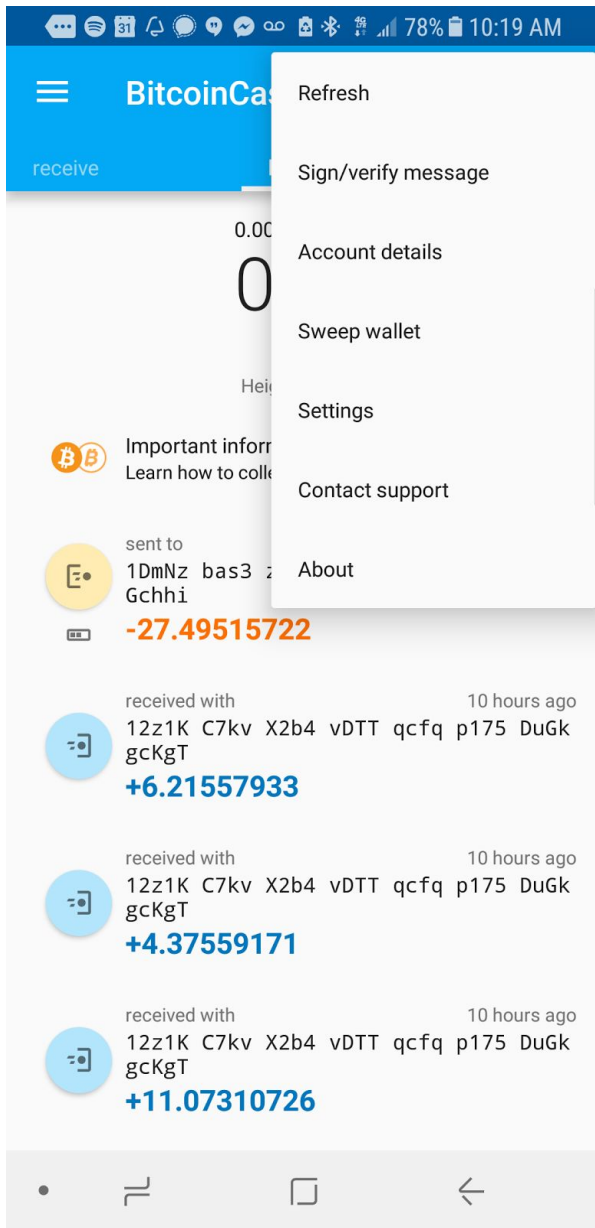 78% 10:19 AM
BitcoinCas
receive
Refresh
Sign/verify message
Account details
Sweep wallet
Settings
Contact support
About
0.00
0
Heig
Important inforr
Learn how to colle
sent to
1DmNz bas3 z
Gchhi
-27.49515722
received with 10 hours ago
12z1K C7kv X2b4 vDTT qcfq p175 DuGk
gcKgT
+6.21557933
received with 10 hours ago
12z1K C7kv X2b4 vDTT qcfq p175 DuGk
gcKgT
+4.37559171
received with 10 hours ago
12z1K C7kv X2b4 vDTT qcfq p175 DuGk
gcKgT
+11.07310726